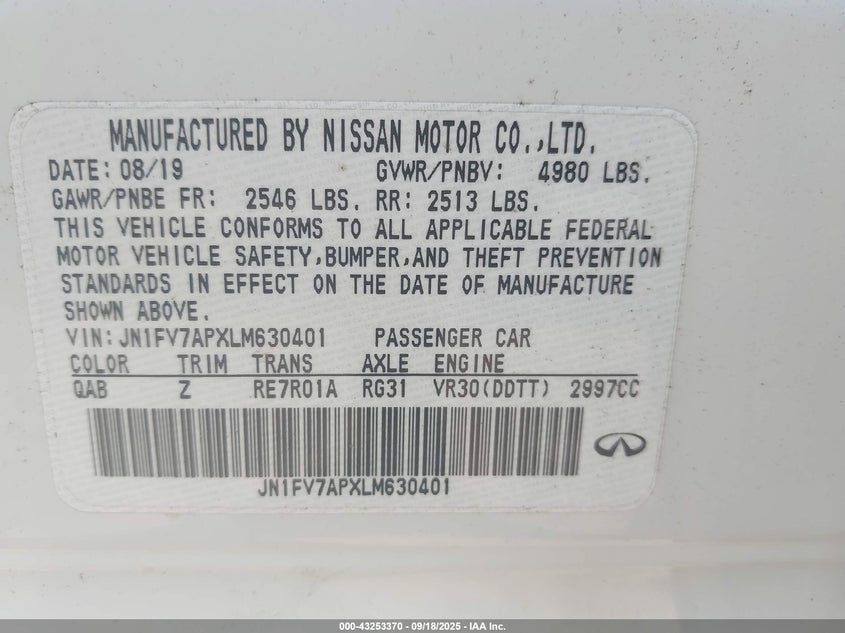 MANUFACTURED BY NISSAN MOTOR CO.,LTD.
DATE: 08/19 GVWR/PNBV: 4980 LBS.
GAWR/PNBE FR: 2546 LBS. RR: 2513 LBS.
THIS VEHICLE CONFORMS TO ALL APPLICABLE FEDERAL
MOTOR VEHICLE SAFETY,BUMPER,AND THEFT PREVENTION
STANDARDS IN EFFECT ON THE DATE OF MANUFACTURE
SHOWN ABOVE.
VIN: JN1FV7APXLM630401 PASSENGER CAR
COLOR TRIM TRANS AXLE ENGINE
QAB Z RE7R01A RG31 VR30(DDTT) 2997CC
JN1FV7APXLM630401
000-43253370 - 09/18/2025 - IAA Inc.